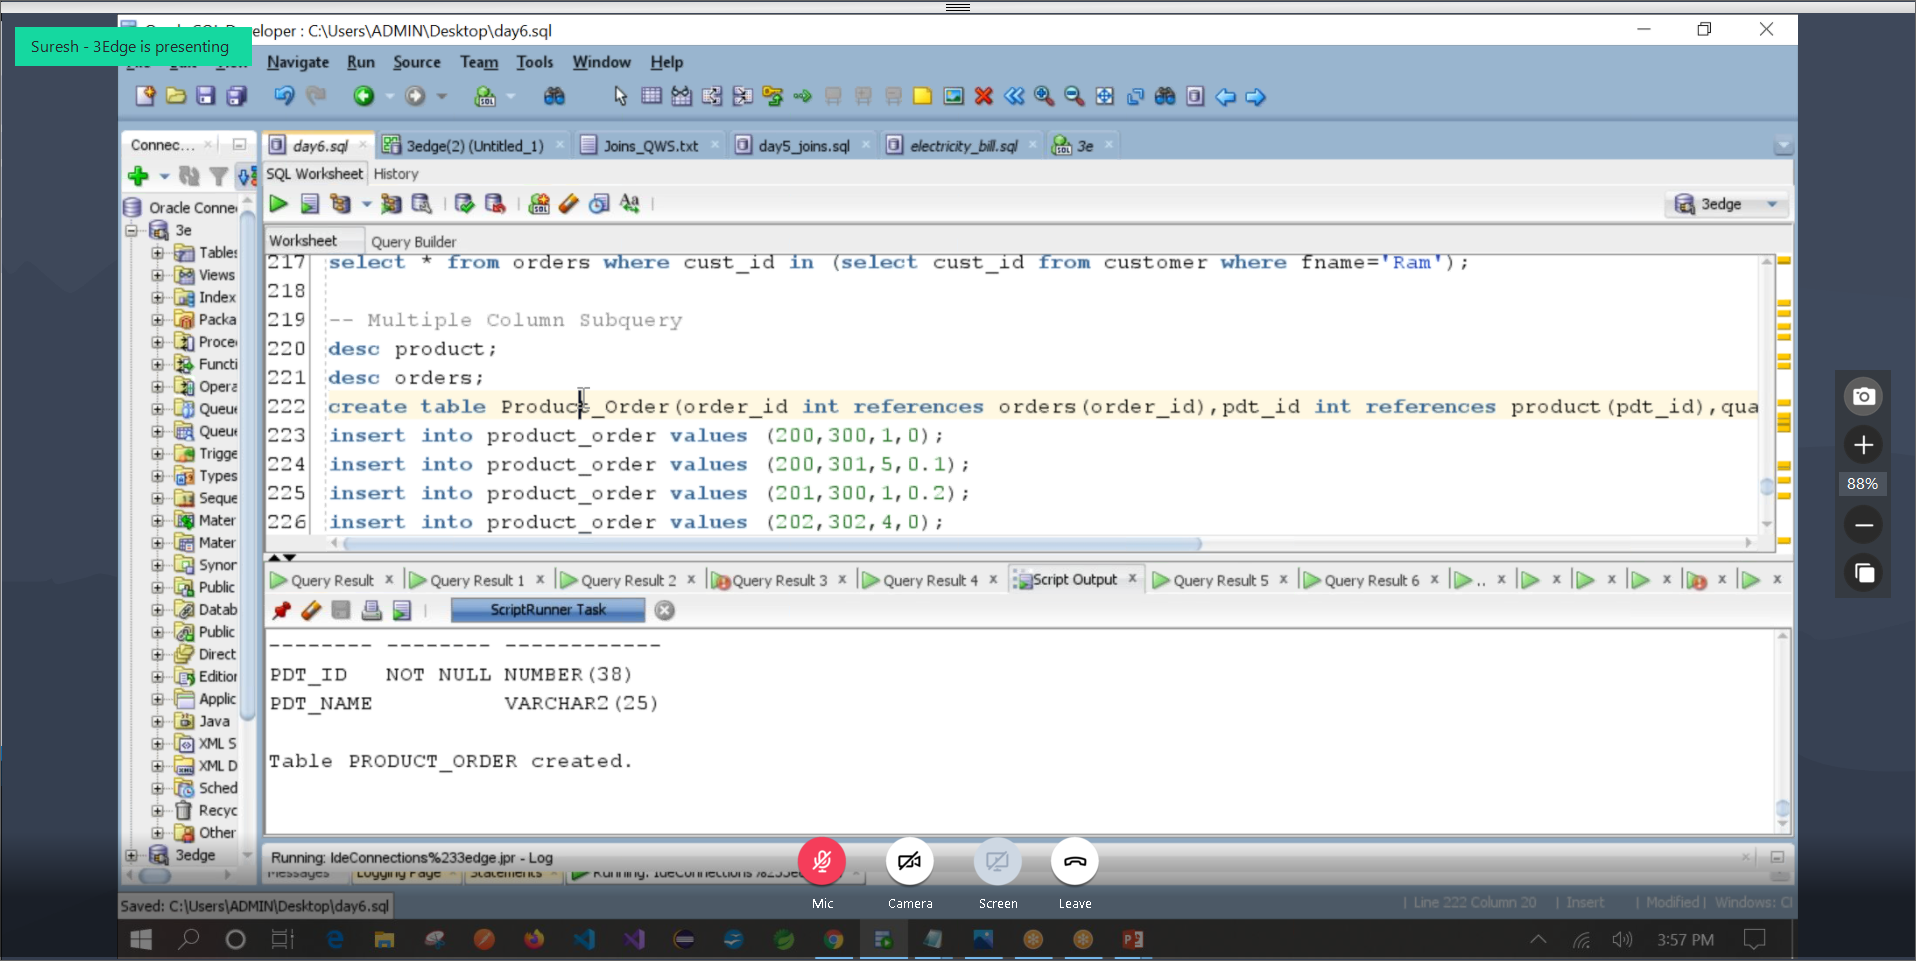 eloper : C:\Users\ADMIN\Desktop\day6.sql
Suresh - 3Edge is presenting
Navigate Run Source Team Tools Window Help
Connec...
day6.sql 3edge(2) (Untitled_1) Joins_QWS.txt day5_joins.sql electricity_bill.sql 3e
SQL Worksheet History
3edge
Worksheet Query Builder
Oracle Conne
3e
Tables
Views
Index
Packa
Proce
Functi
Opera
Queue
Queue
Trigge
Types
Seque
Mater
Mater
Synor
Public
Datab
Public
Direct
Edition
Applic
Java
XML S
XML D
Sched
Recyc
Other
3edge
217 select * from orders where cust_id in (select cust_id from customer where fname='Ram');
218
219 -- Multiple Column Subquery
220 desc product;
221 desc orders;
222 create table Product_Order(order_id int references orders(order_id),pdt_id int references product(pdt_id),qua
223 insert into product_order values (200,300,1,0);
224 insert into product_order values (200,301,5,0.1);
225 insert into product_order values (201,300,1,0.2);
226 insert into product_order values (202,302,4,0);
Query Result Query Result 1 Query Result 2 Query Result 3 Query Result 4 Script Output Query Result 5 Query Result 6 ..
ScriptRunner Task
-------- -------- ------------
PDT_ID NOT NULL NUMBER(38)
PDT_NAME VARCHAR2(25)
Table PRODUCT_ORDER created.
Running: IdeConnections%233edge.jpr - Log
Messages Logging Page Statements Running: IdeConnections%233e
Saved: C:\Users\ADMIN\Desktop\day6.sql
Line 222 Column 20 Insert Modified Windows: C
Mic Camera Screen Leave
88%
3:57 PM